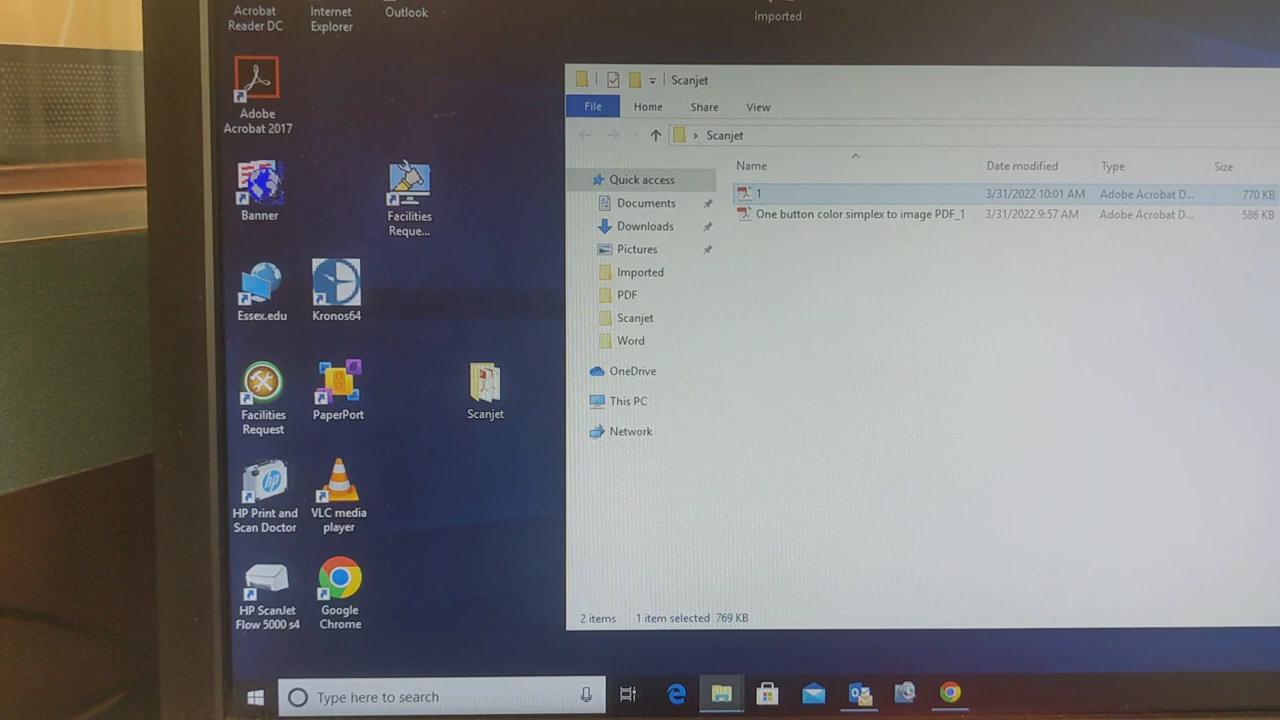 Acrobat
Reader DC
Internet
Explorer
Outlook
Imported
Adobe
Acrobat 2017
Banner
Facilities
Reque...
Essex.edu
Kronos64
Facilities
Request
PaperPort
Scanjet
HP Print and
Scan Doctor
VLC media
player
HP ScanJet
Flow 5000 s4
Google
Chrome
Scanjet
File Home Share View
Scanjet
Name Date modified Type Size
1 3/31/2022 10:01 AM Adobe Acrobat D... 770 KB
One button color simplex to image PDF_1 3/31/2022 9:57 AM Adobe Acrobat D... 586 KB
Quick access
Documents
Downloads
Pictures
Imported
PDF
Scanjet
Word
OneDrive
This PC
Network
2 items 1 item selected 769 KB
Type here to search